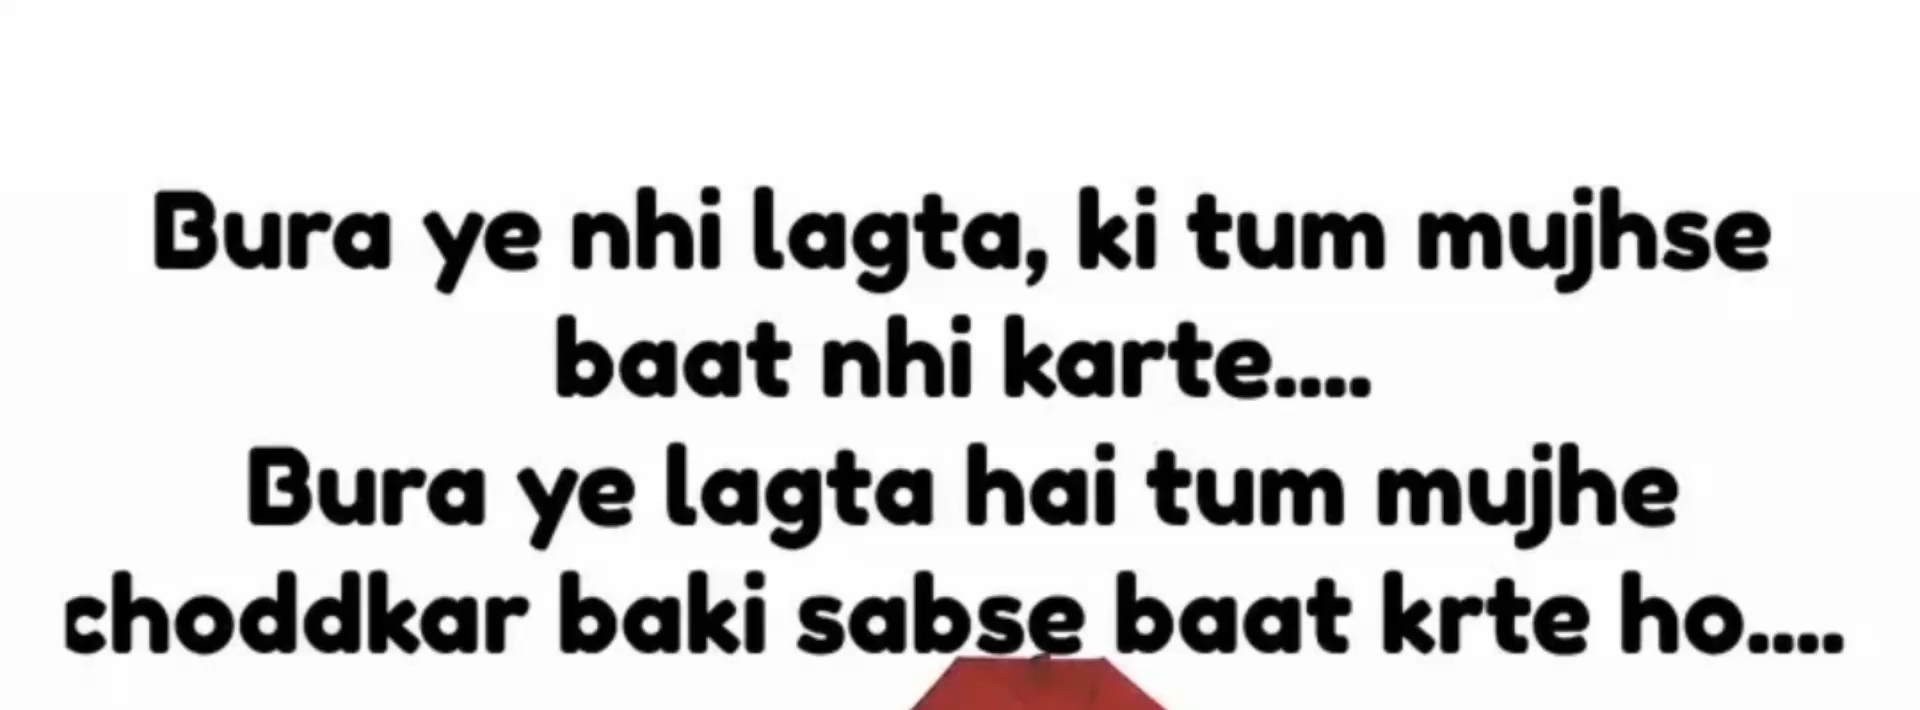 Bura ye nhi lagta, ki tum mujhse
baat nhi karte....
Bura ye lagta hai tum mujhe
choddkar baki sabse baat krte ho....